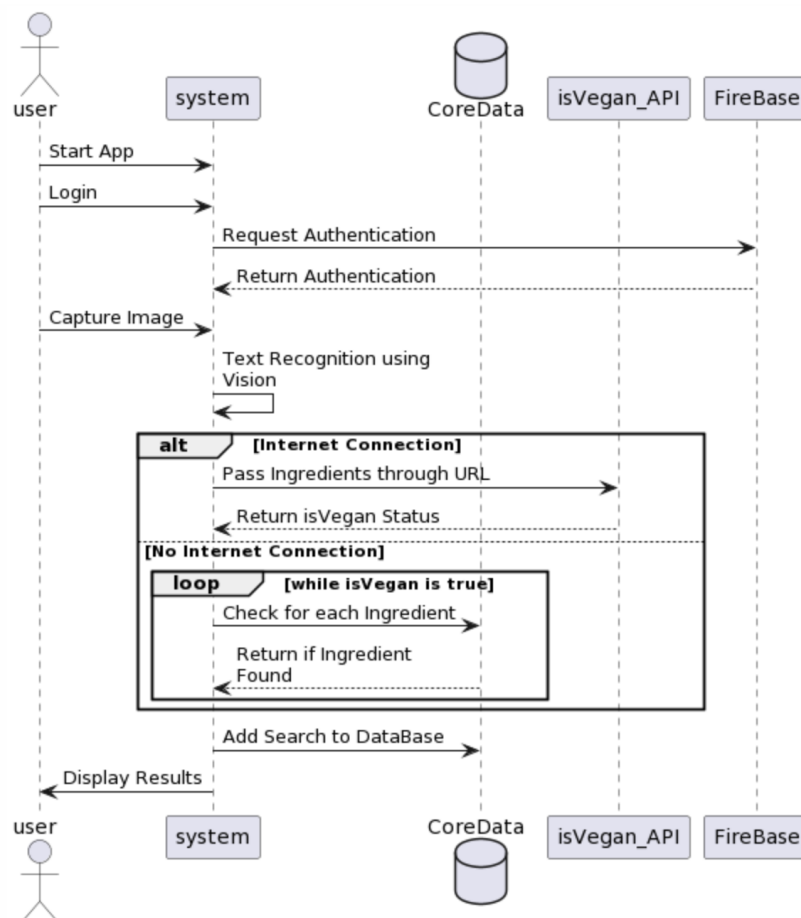 user
system
CoreData
isVegan_API
FireBase
Start App
Login
Request Authentication
Return Authentication
Capture Image
Text Recognition using
Vision
alt
[Internet Connection]
Pass Ingredients through URL
Return isVegan Status
[No Internet Connection]
loop
[while isVegan is true]
Check for each Ingredient
Return if Ingredient
Found
Add Search to DataBase
Display Results
user
system
CoreData
isVegan_API
FireBase